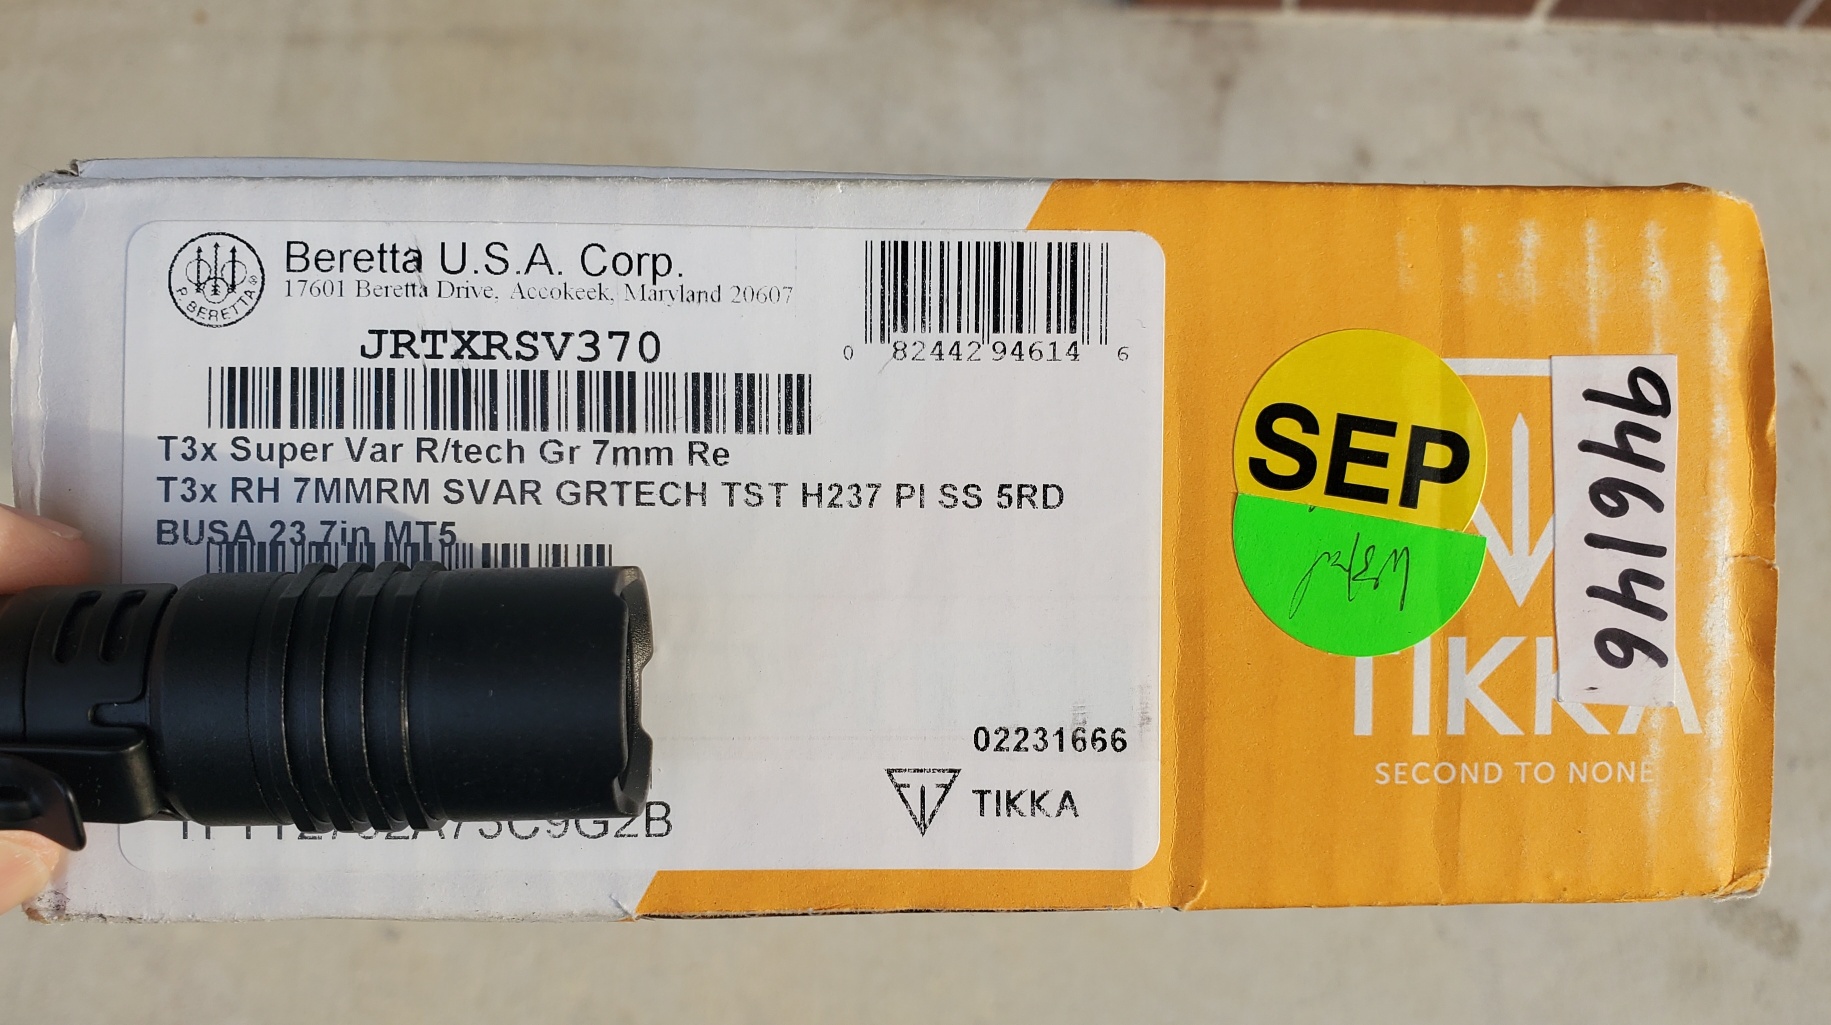 Beretta U.S.A. Corp.
17601 Beretta Drive, Accokeek, Maryland 20607
P. BERETTA
JRTXRSV370
0 82442 94614 6
T3x Super Var R/tech Gr 7mm Re
T3x RH 7MMRM SVAR GRTECH TST H237 PI SS 5RD
BUSA 23.7in MT5
02231666
TIKKA
SEP
946146
TIKKA
SECOND TO NONE